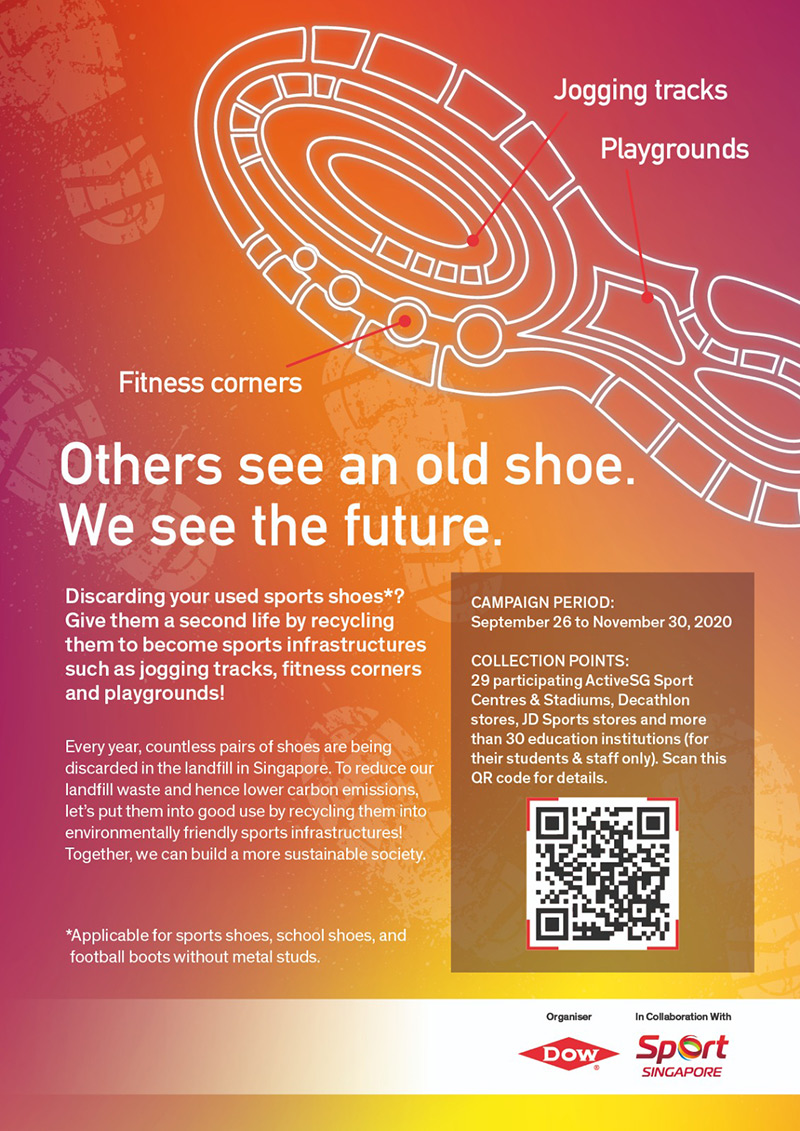 Jogging tracks
Playgrounds
Fitness corners
Others see an old shoe.
We see the future.
Discarding your used sports shoes*?
Give them a second life by recycling
them to become sports infrastructures
such as jogging tracks, fitness corners
and playgrounds!
Every year, countless pairs of shoes are being
discarded in the landfill in Singapore. To reduce our
landfill waste and hence lower carbon emissions,
let's put them into good use by recycling them into
environmentally friendly sports infrastructures!
Together, we can build a more sustainable society.
*Applicable for sports shoes, school shoes, and
football boots without metal studs.
CAMPAIGN PERIOD:
September 26 to November 30, 2020
COLLECTION POINTS:
29 participating ActiveSG Sport
Centres & Stadiums, Decathlon
stores, JD Sports stores and more
than 30 education institutions (for
their students & staff only). Scan this
QR code for details.
Organiser
DOW®
In Collaboration With
Sport
SINGAPORE